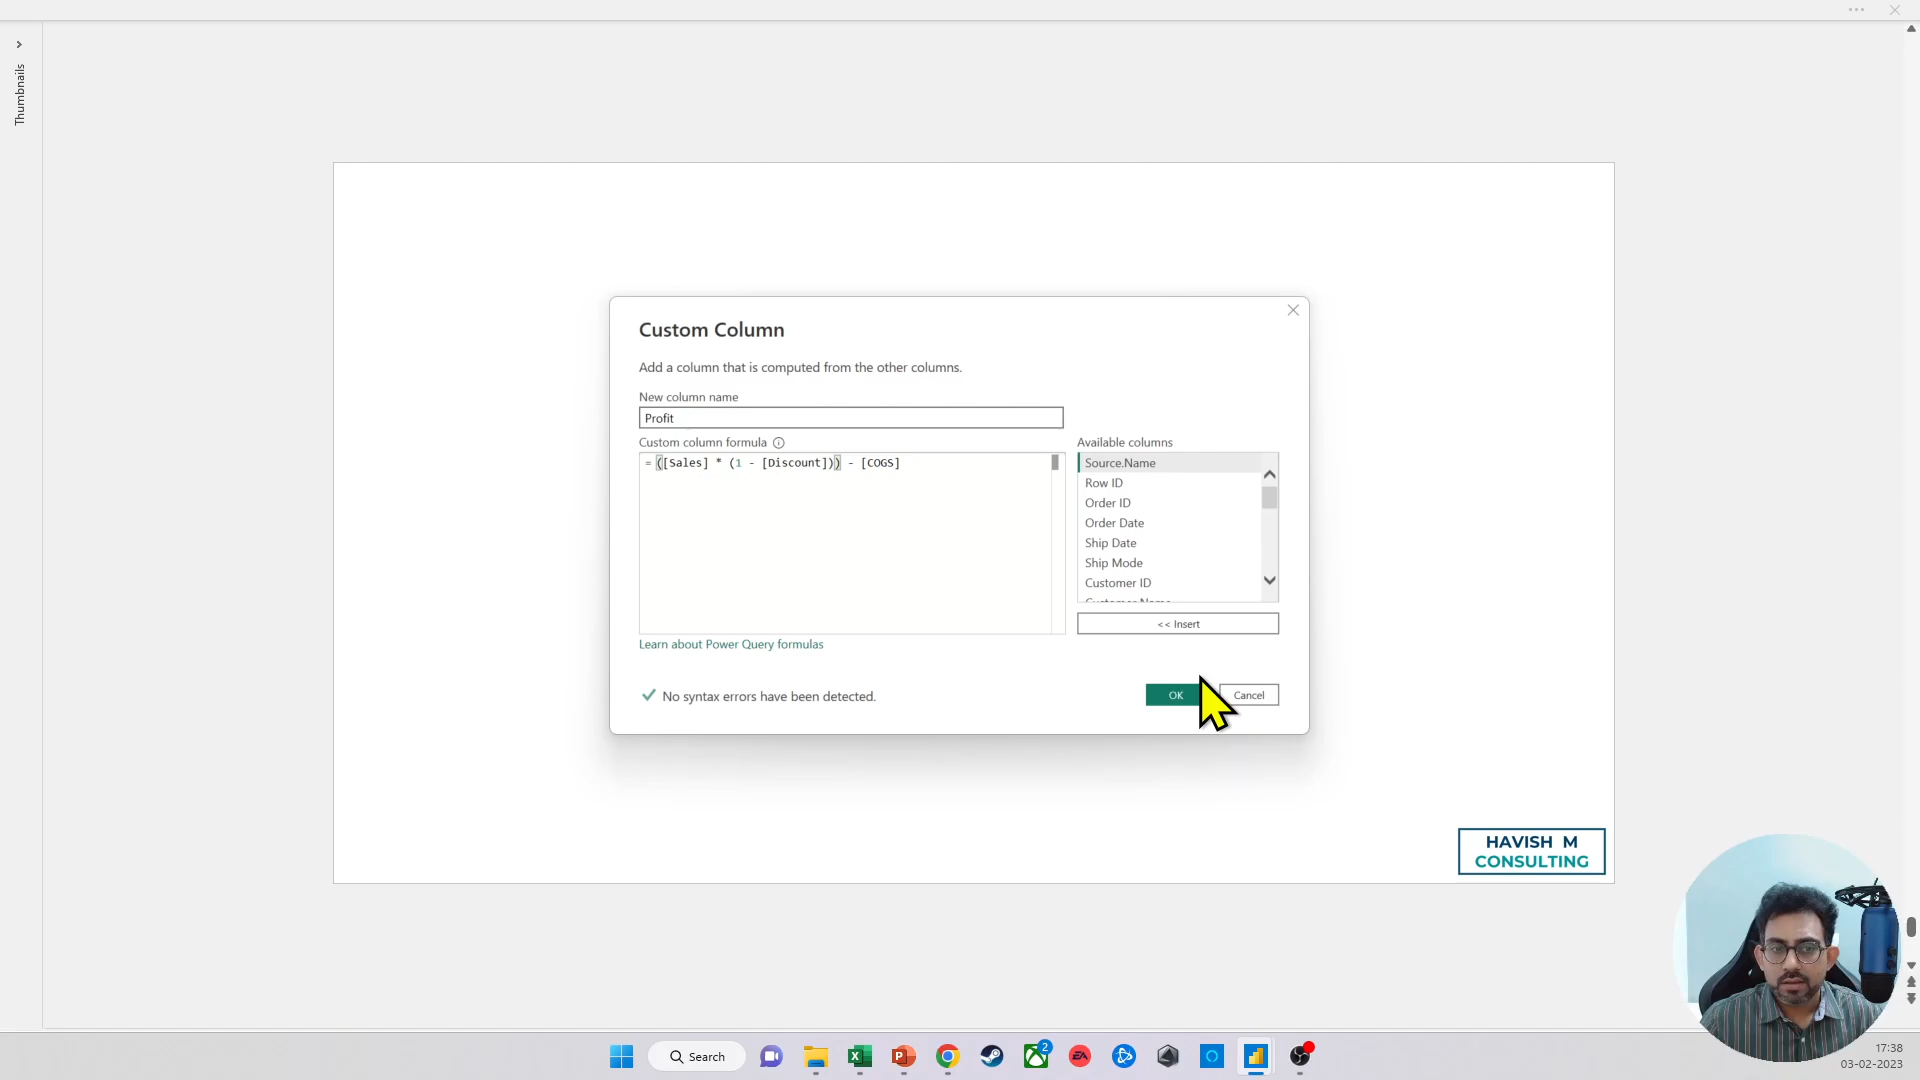 Thumbnails
Custom Column
Add a column that is computed from the other columns.
New column name
Profit
Custom column formula
= ([Sales] * (1 - [Discount])) - [COGS]
Available columns
Source.Name
Row ID
Order ID
Order Date
Ship Date
Ship Mode
Customer ID
Customer Name
<< Insert
Learn about Power Query formulas
No syntax errors have been detected.
OK
Cancel
HAVISH M
CONSULTING
Search
2
17:38
03-02-2023